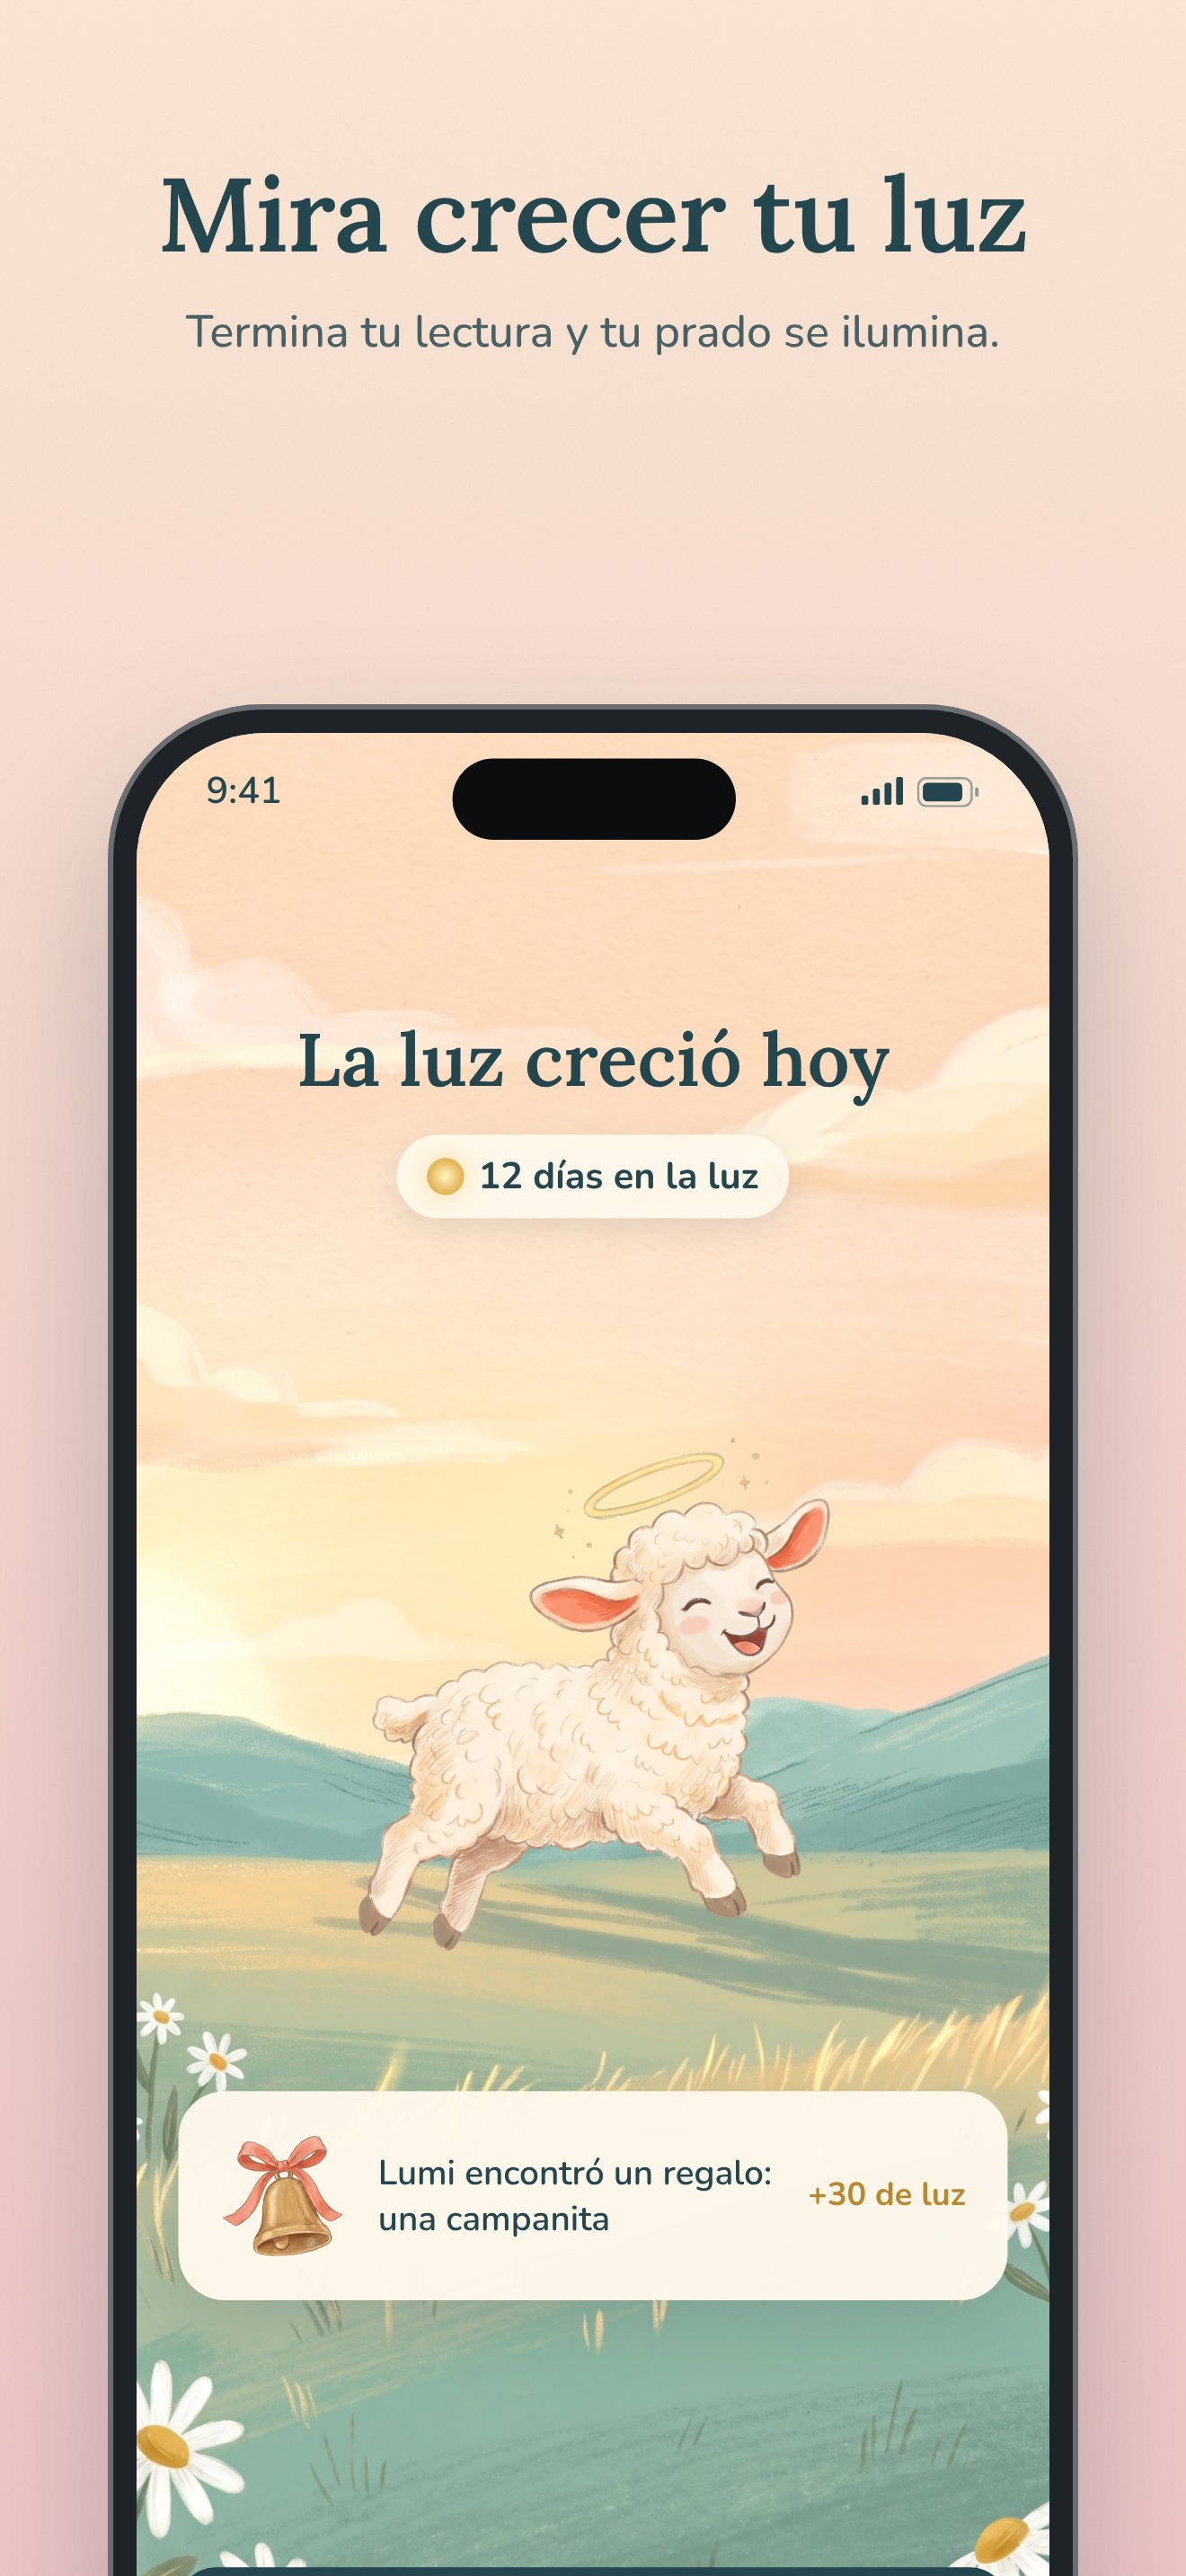 Mira crecer tu luz
Termina tu lectura y tu prado se ilumina.
9:41
La luz creció hoy
12 días en la luz
Lumi encontró un regalo:
una campanita
+30 de luz